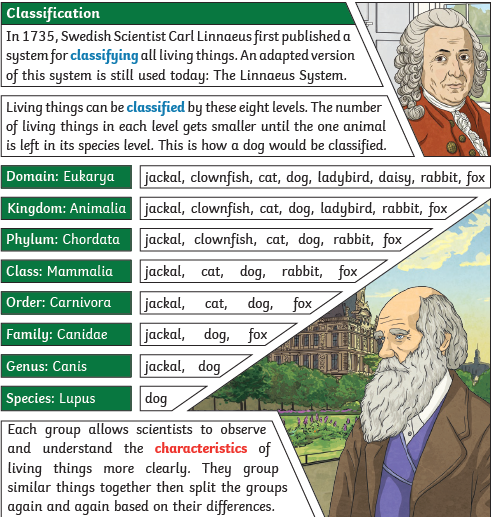 Classification
In 1735, Swedish Scientist Carl Linnaeus first published a
system for classifying all living things. An adapted version
of this system is still used today: The Linnaeus System.
Living things can be classified by these eight levels. The number
of living things in each level gets smaller until the one animal
is left in its species level. This is how a dog would be classified.
Domain: Eukarya jackal, clownfish, cat, dog, ladybird, daisy, rabbit, fox
Kingdom: Animalia jackal, clownfish, cat, dog, ladybird, rabbit, fox
Phylum: Chordata jackal, clownfish, cat, dog, rabbit, fox
Class: Mammalia jackal, cat, dog, rabbit, fox
Order: Carnivora jackal, cat, dog, fox
Family: Canidae jackal, dog, fox
Genus: Canis jackal, dog
Species: Lupus dog
Each group allows scientists to observe
and understand the characteristics of
living things more clearly. They group
similar things together then split the groups
again and again based on their differences.